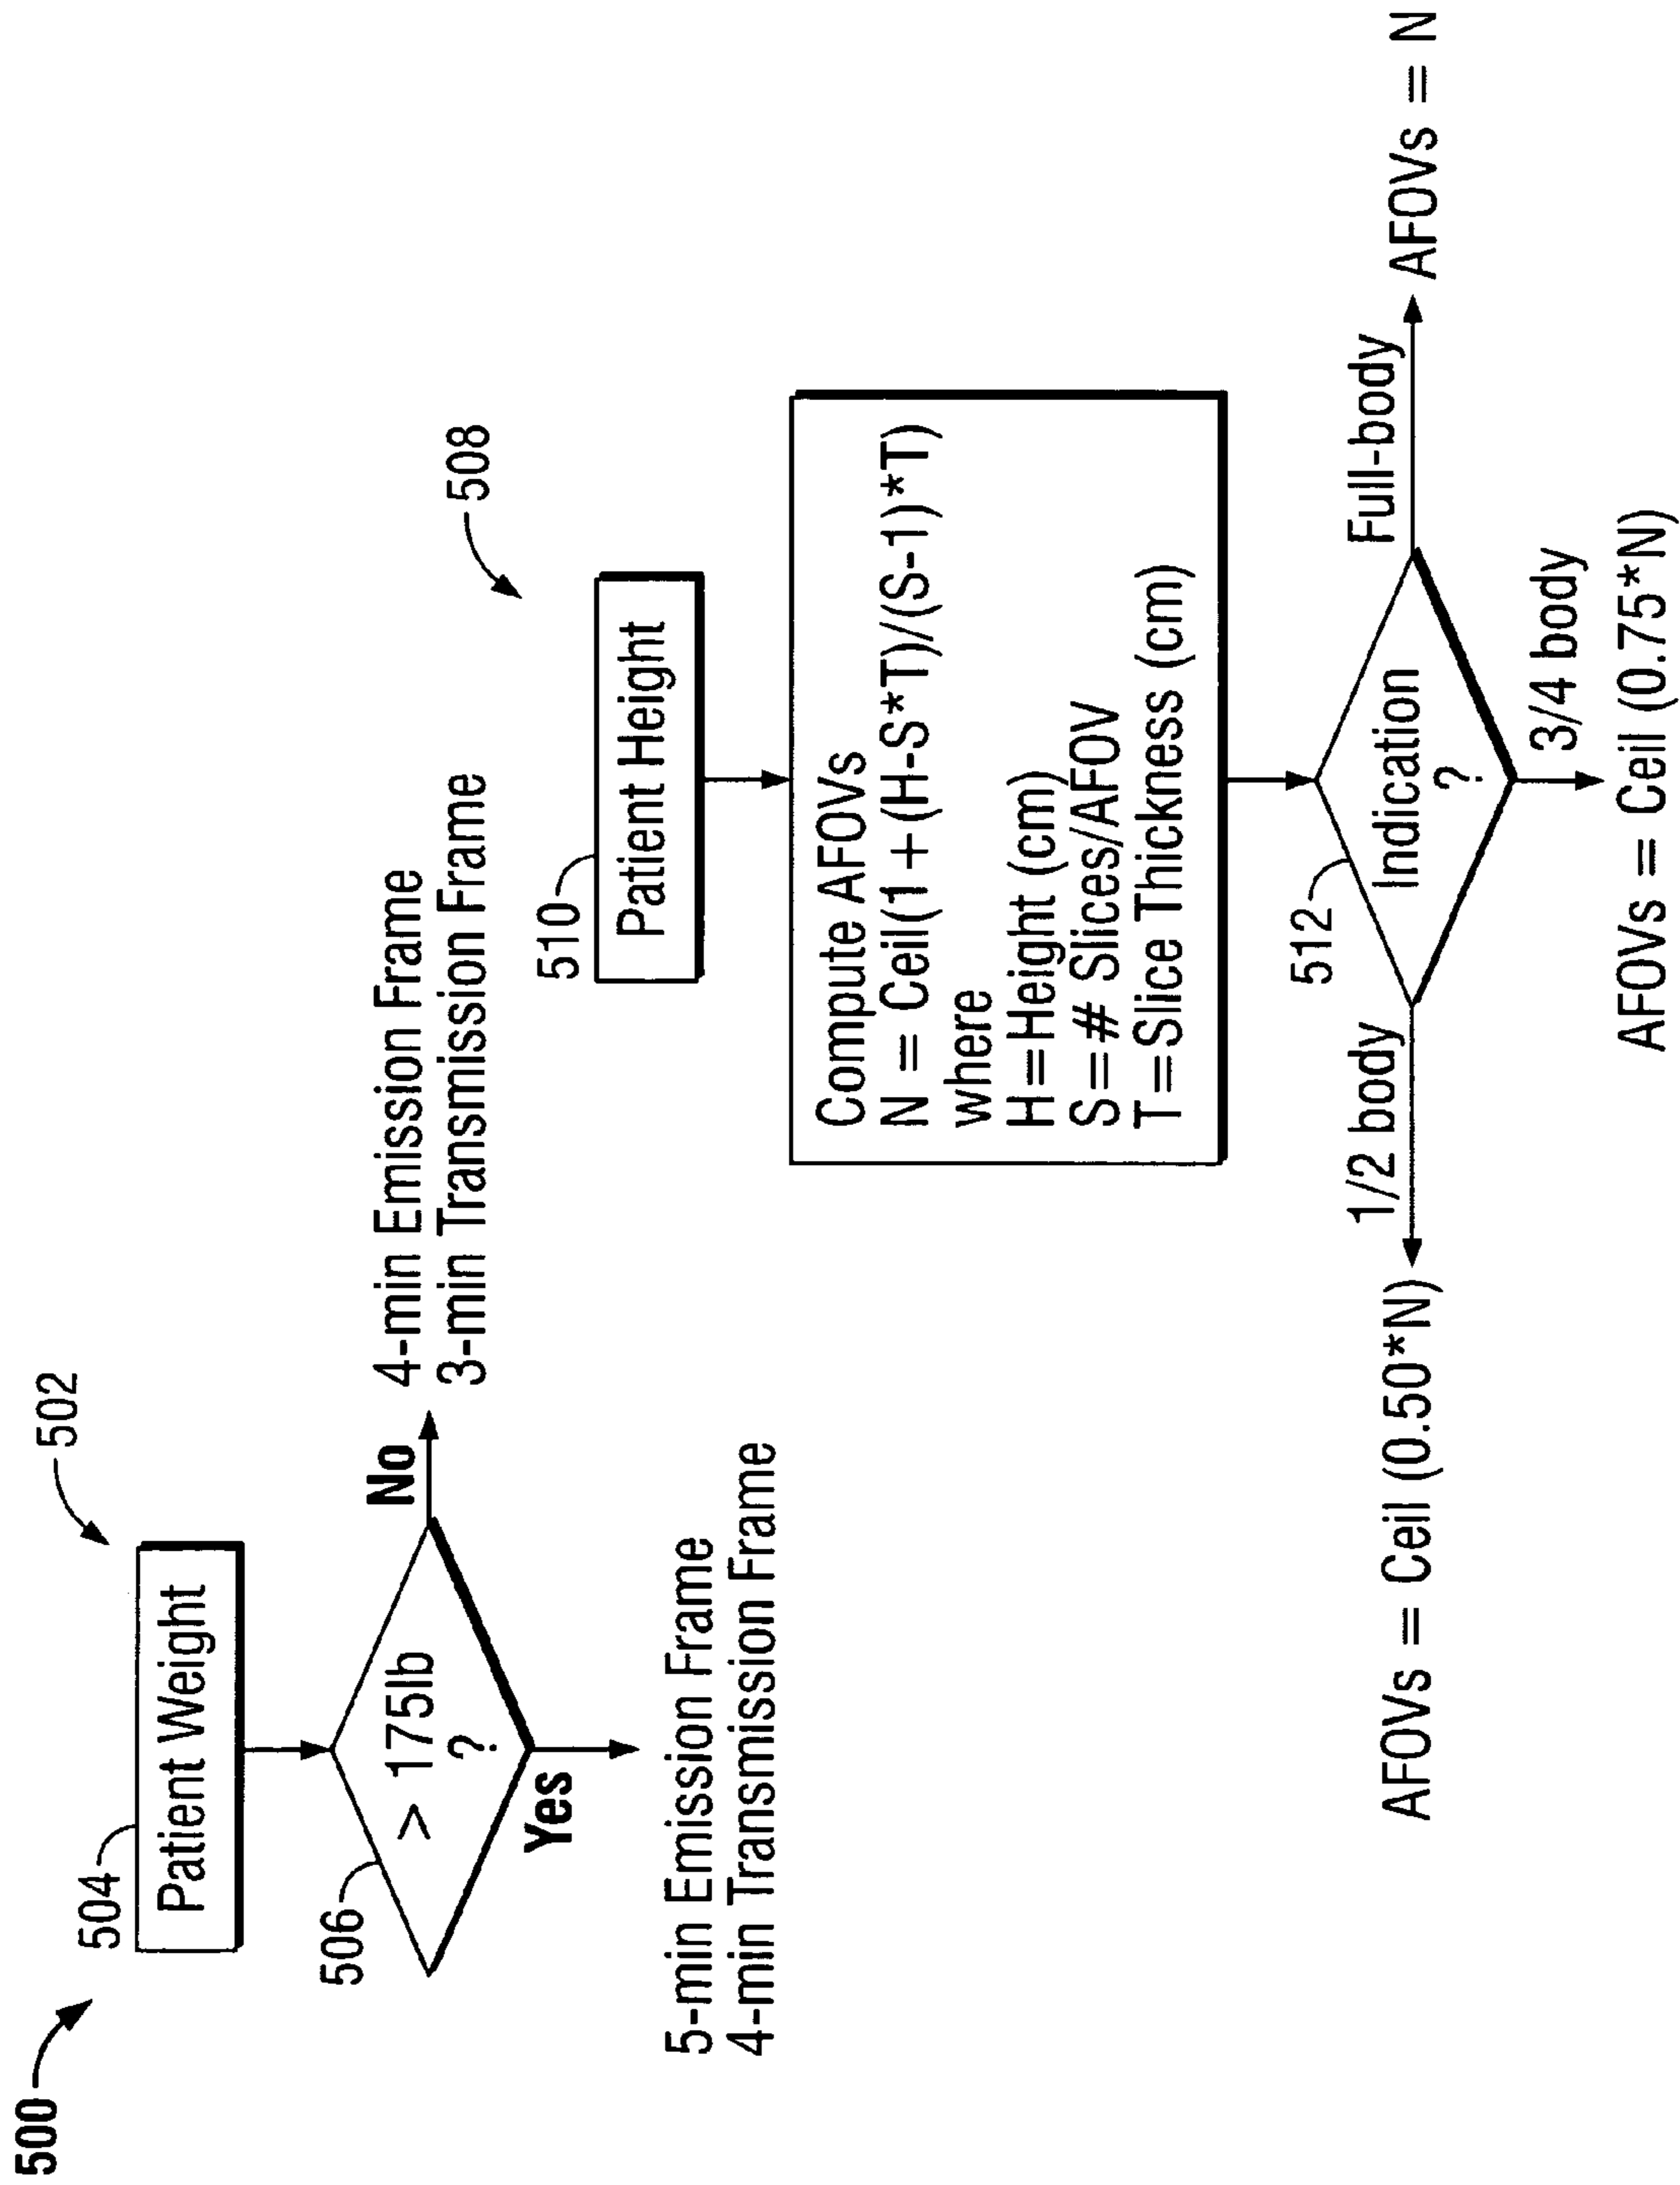 500
502
504
Patient Weight
506
> 175lb
?
No
4-min Emission Frame
3-min Transmission Frame
Yes
5-min Emission Frame
4-min Transmission Frame
508
510
Patient Height
Compute AFOVs
N = Ceil(1+(H-S*T)/(S-1)*T)
where
H=Height (cm)
S=# Slices/AFOV
T=Slice Thickness (cm)
512
Indication
?
1/2 body
AFOVs = Ceil (0.50*N)
Full-body
AFOVs = N
3/4 body
AFOVs = Ceil (0.75*N)